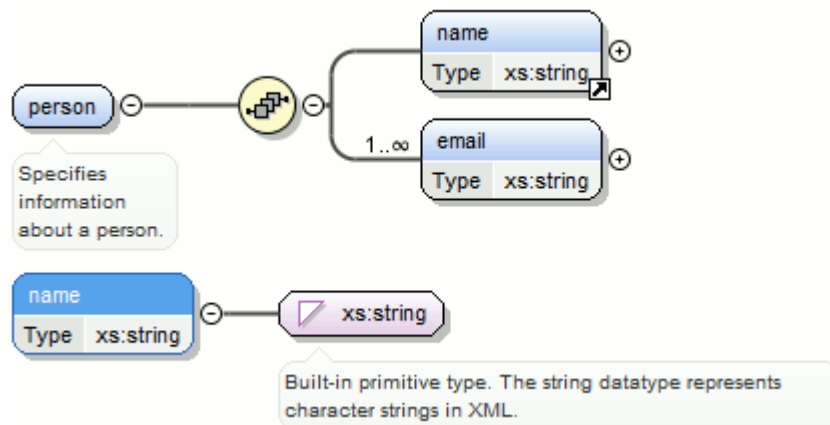 name
Type xs:string
person
1..∞
email
Type xs:string
Specifies
information
about a person.
name
Type xs:string
xs:string
Built-in primitive type. The string datatype represents
character strings in XML.